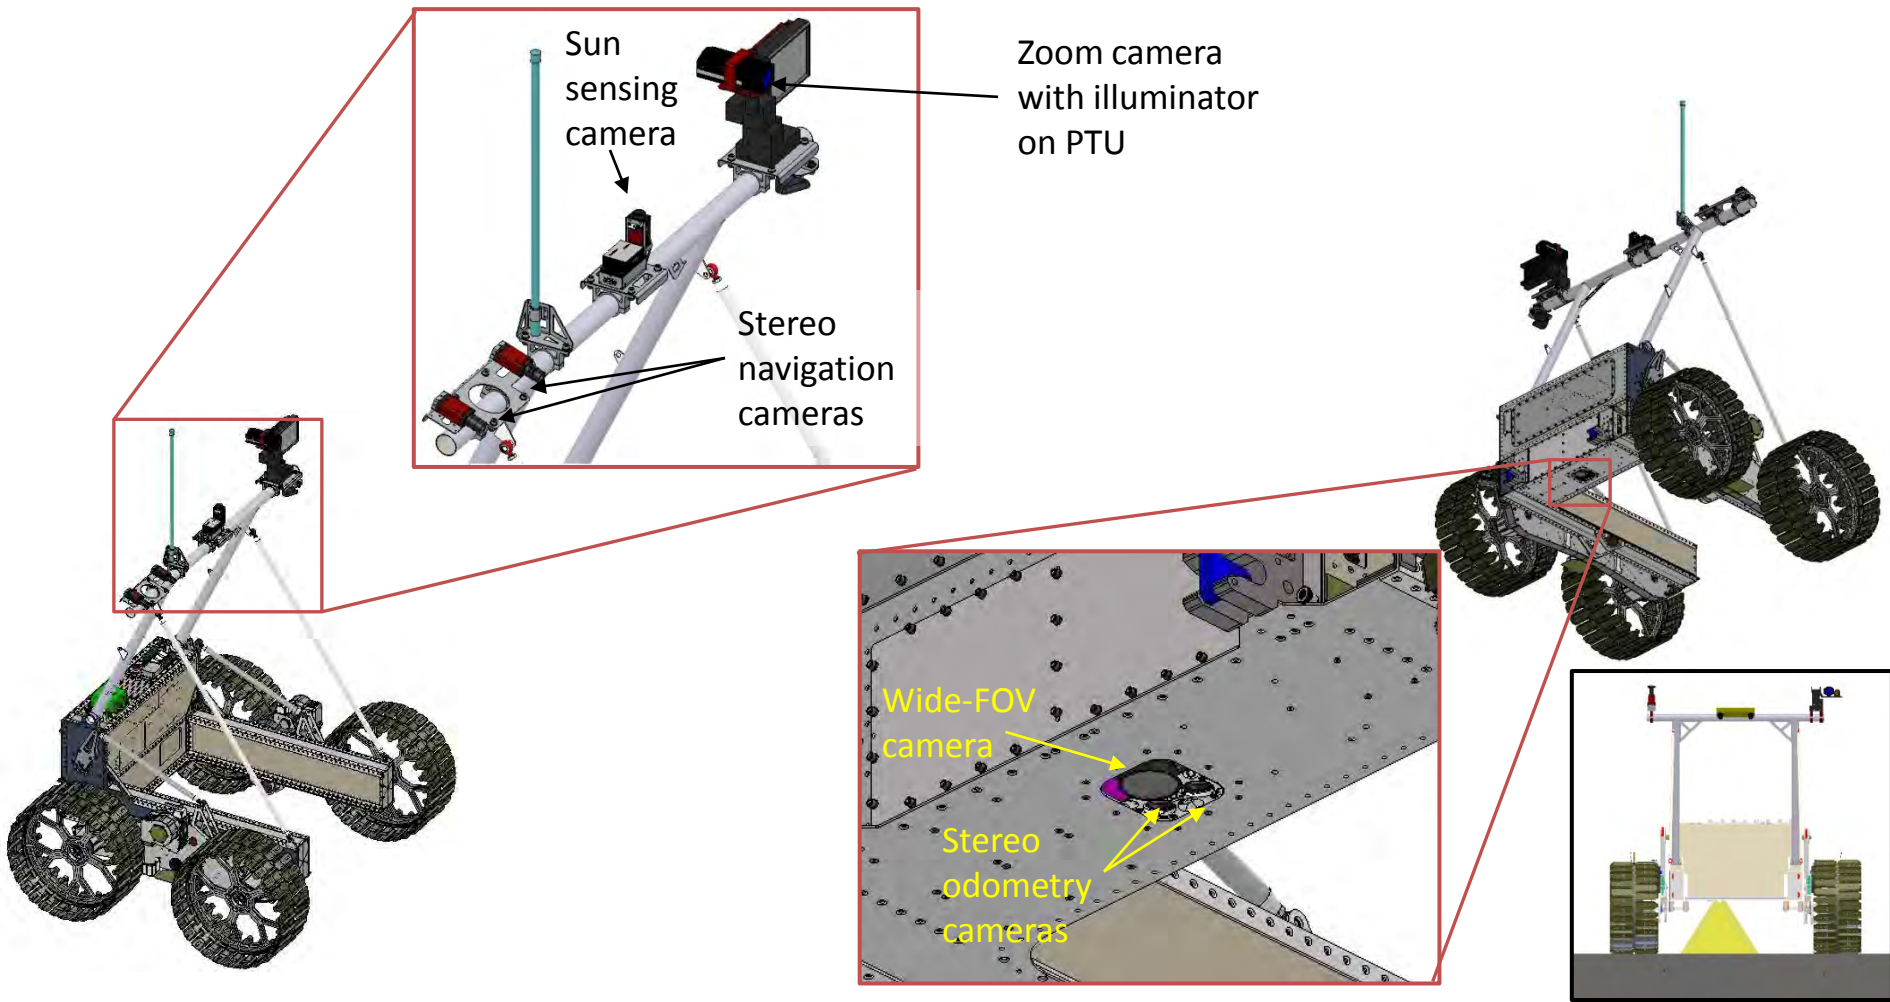 Sun
sensing
camera
Zoom camera
with illuminator
on PTU
Stereo
navigation
cameras
Wide-FOV
camera
Stereo
odometry
cameras